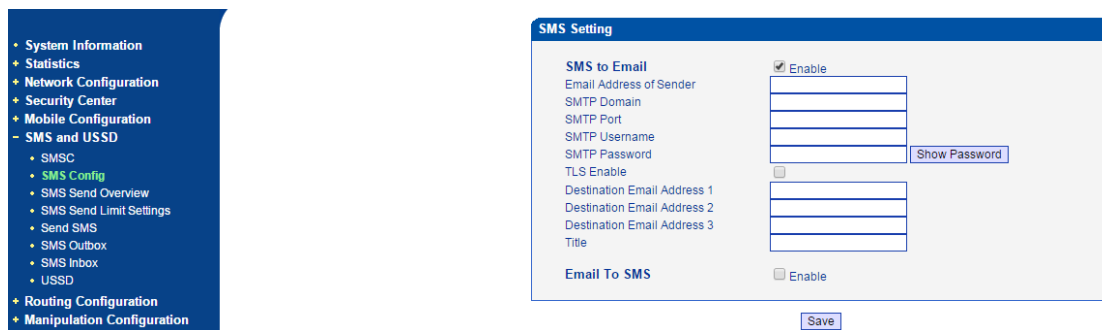 System Information
Statistics
Network Configuration
Security Center
Mobile Configuration
SMS and USSD
SMSC
SMS Config
SMS Send Overview
SMS Send Limit Settings
Send SMS
SMS Outbox
SMS Inbox
USSD
Routing Configuration
Manipulation Configuration
SMS Setting
SMS to Email Enable
Email Address of Sender
SMTP Domain
SMTP Port
SMTP Username
SMTP Password Show Password
TLS Enable
Destination Email Address 1
Destination Email Address 2
Destination Email Address 3
Title
Email To SMS Enable
Save